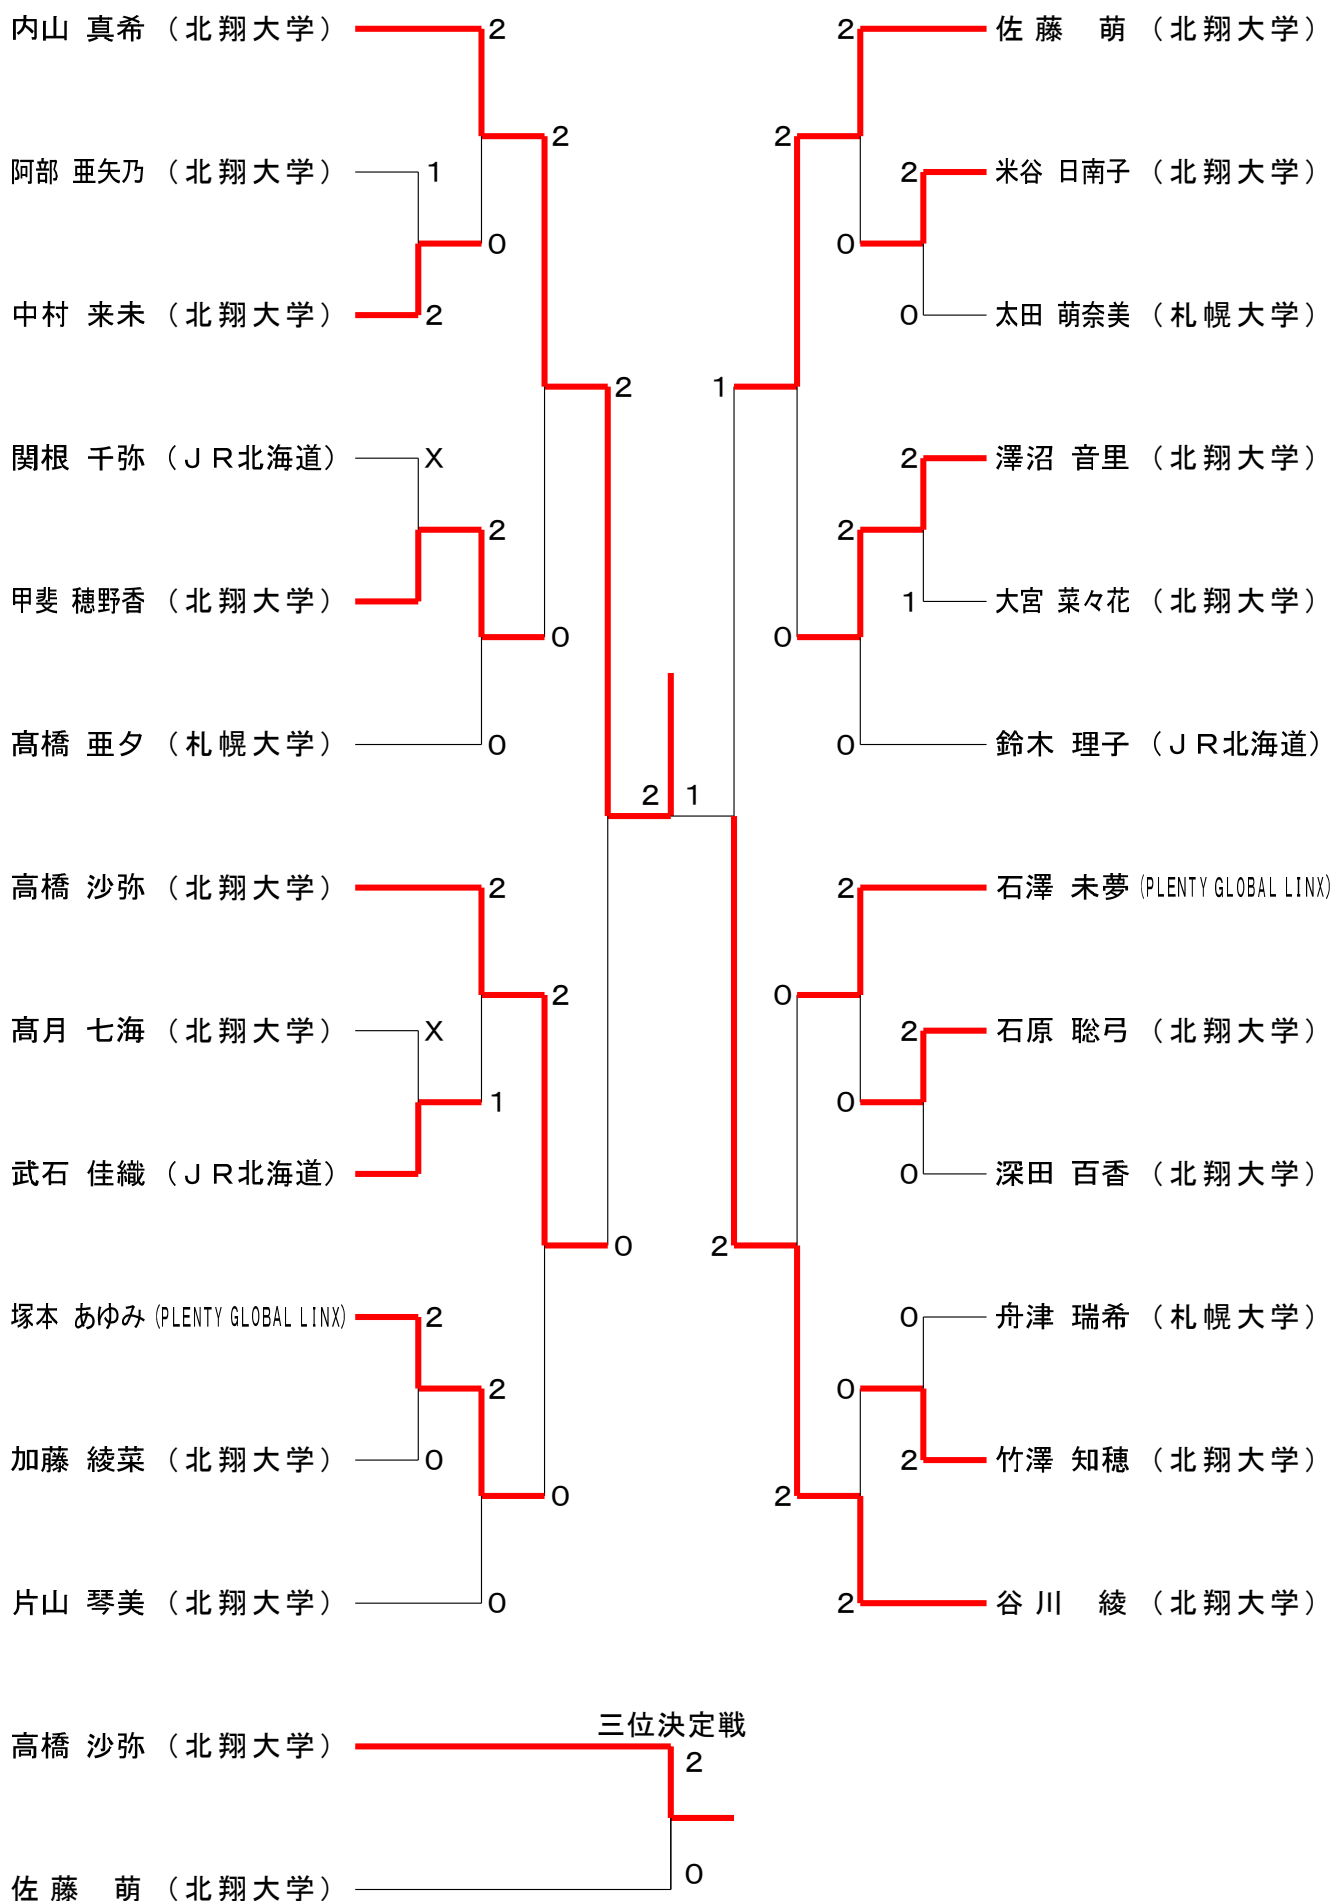 内山 真希 (北翔大学) 2 2 佐藤 萌 (北翔大学)
2 2
阿部 亜矢乃 (北翔大学) 1 2 米谷 日南子 (北翔大学)
0 0
中村 来未 (北翔大学) 2 0 太田 萌奈美 (札幌大学)
2 1
関根 千弥 (JR北海道) X 2 澤沼 音里 (北翔大学)
2 2
甲斐 穂野香 (北翔大学) 1 大宮 菜々花 (北翔大学)
0 0
髙橋 亜夕 (札幌大学) 0 0 鈴木 理子 (JR北海道)
2 1
高橋 沙弥 (北翔大学) 2 2 石澤 未夢 (PLENTY GLOBAL LINX)
2 0
髙月 七海 (北翔大学) X 2 石原 聡弓 (北翔大学)
1 0
武石 佳織 (JR北海道) 0 深田 百香 (北翔大学)
0 2
塚本 あゆみ (PLENTY GLOBAL LINX) 2 0 舟津 瑞希 (札幌大学)
2 0
加藤 綾菜 (北翔大学) 0 2 竹澤 知穂 (北翔大学)
0 2
片山 琴美 (北翔大学) 0 2 谷川 綾 (北翔大学)
三位決定戦
高橋 沙弥 (北翔大学) 2
佐藤 萌 (北翔大学) 0